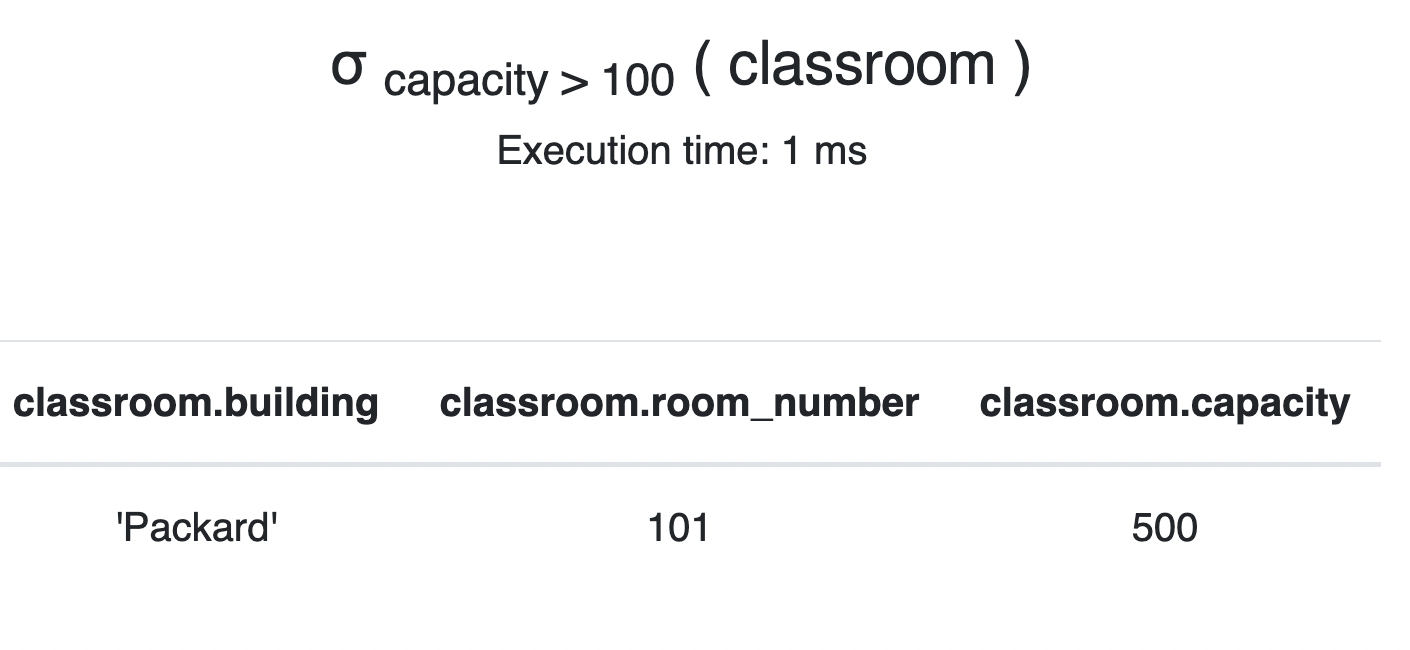 σ capacity > 100 ( classroom )
Execution time: 1 ms
classroom.building classroom.room_number classroom.capacity
'Packard' 101 500